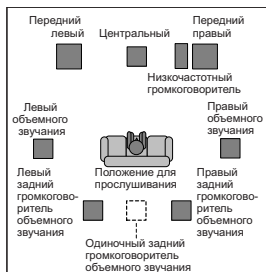 Передний
левый
Центральный
Передний
правый
Низкочастотный
громкоговоритель
Левый
объемного
звучания
Правый
объемного
звучания
Левый
задний
громкогово-
ритель
объемного
звучания
Положение для
прослушивания
Правый
задний
громкогово-
ритель
объемного
звучания
Одиночный задний
громкоговоритель
объемного звучания